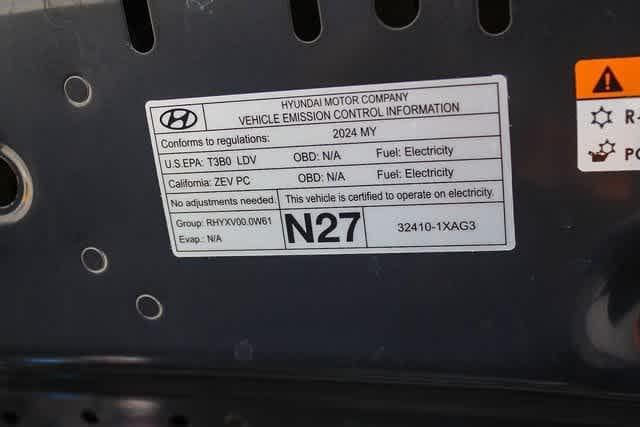 HYUNDAI MOTOR COMPANY
VEHICLE EMISSION CONTROL INFORMATION
Conforms to regulations: 2024 MY
U.S.EPA: T3B0 LDV OBD: N/A Fuel: Electricity
California: ZEV PC OBD: N/A Fuel: Electricity
No adjustments needed. This vehicle is certified to operate on electricity.
Group: RHYXV00.0W61
Evap.: N/A
N27
32410-1XAG3
R-